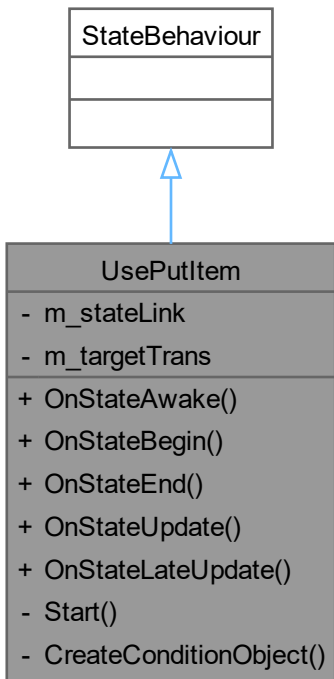 StateBehaviour
UsePutItem
- m_stateLink
- m_targetTrans
+ OnStateAwake()
+ OnStateBegin()
+ OnStateEnd()
+ OnStateUpdate()
+ OnStateLateUpdate()
- Start()
- CreateConditionObject()